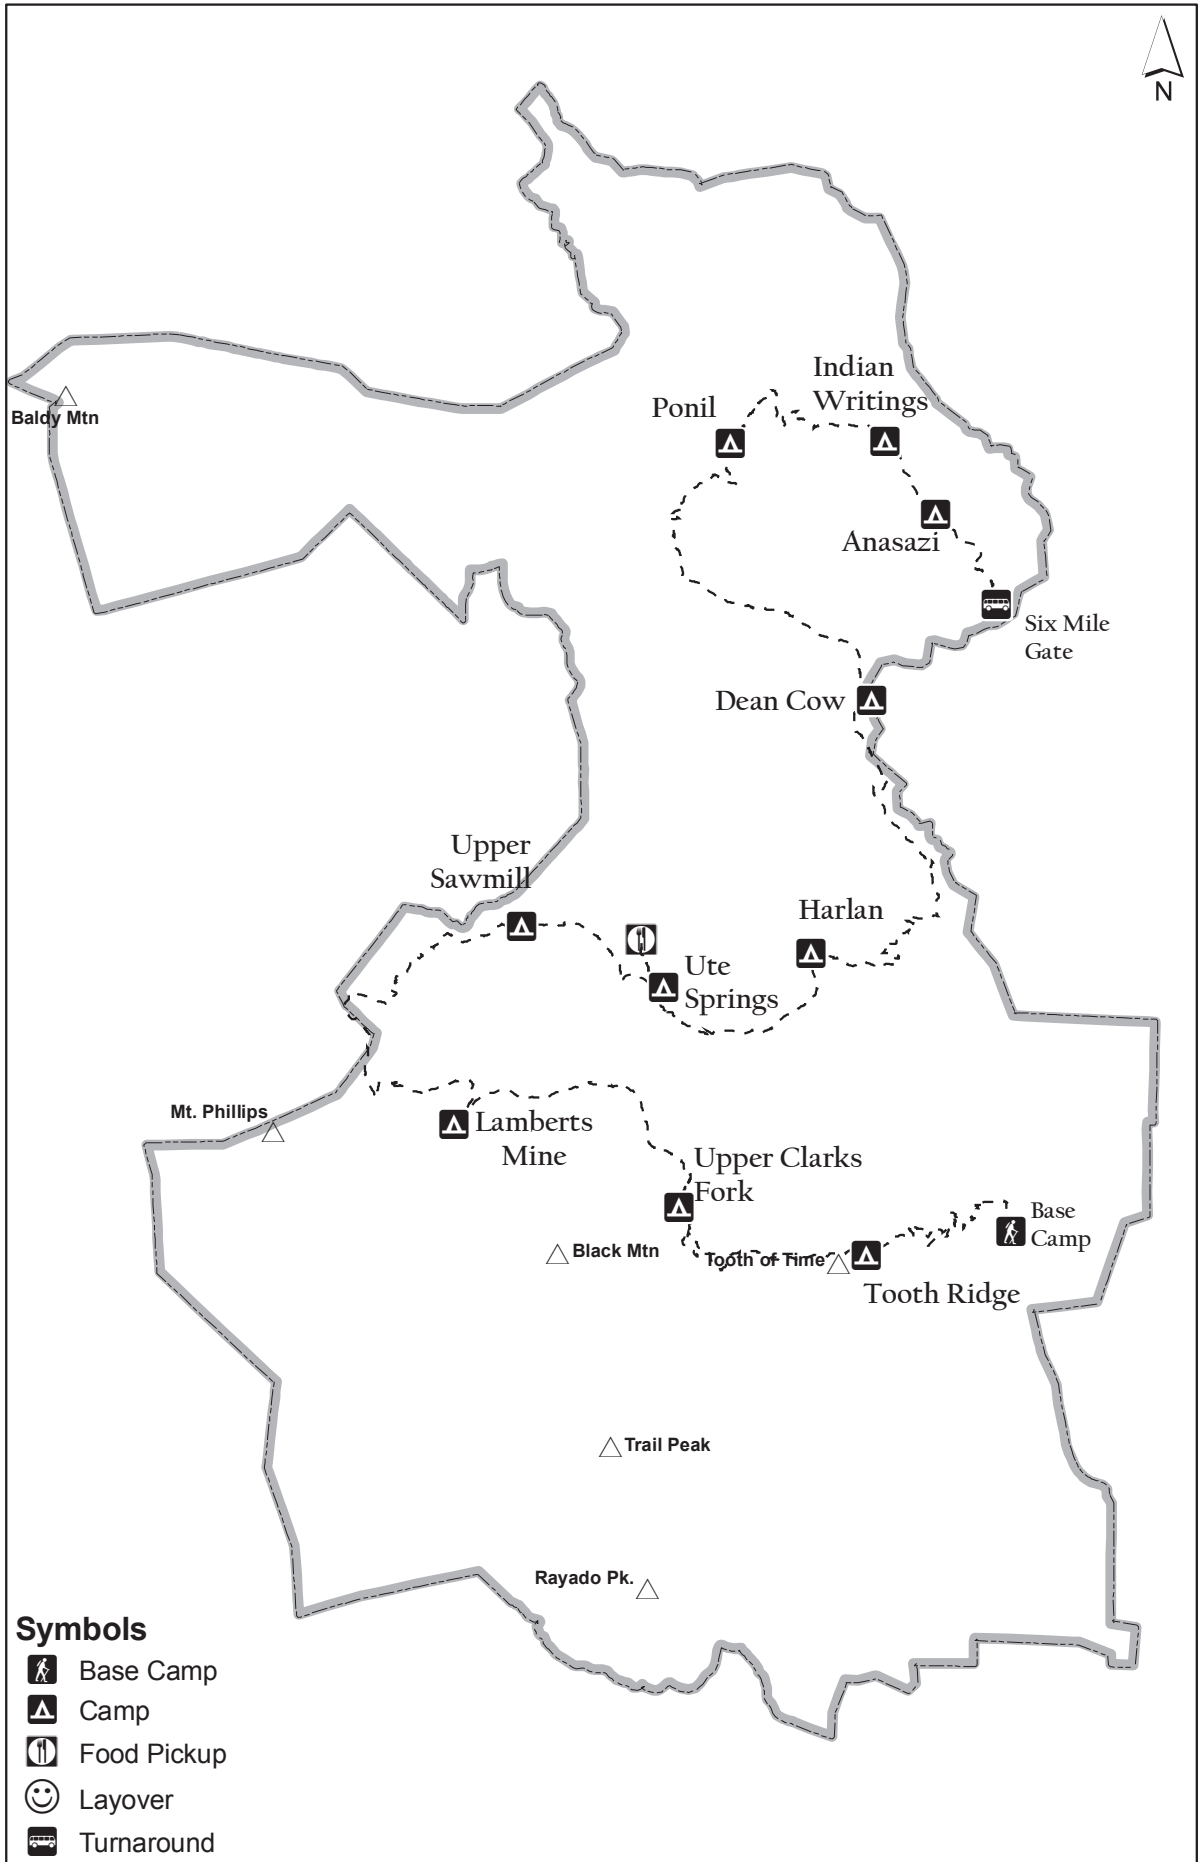 N
Indian
Writings
Ponil
Baldy Mtn
Anasazi
Six Mile
Gate
Dean Cow
Upper
Sawmill
Harlan
Ute
Springs
Mt. Phillips
Lamberts
Mine
Upper Clarks
Fork
Base
Camp
Black Mtn
Tooth of Time
Tooth Ridge
Trail Peak
Rayado Pk.
Symbols
Base Camp
Camp
Food Pickup
Layover
Turnaround